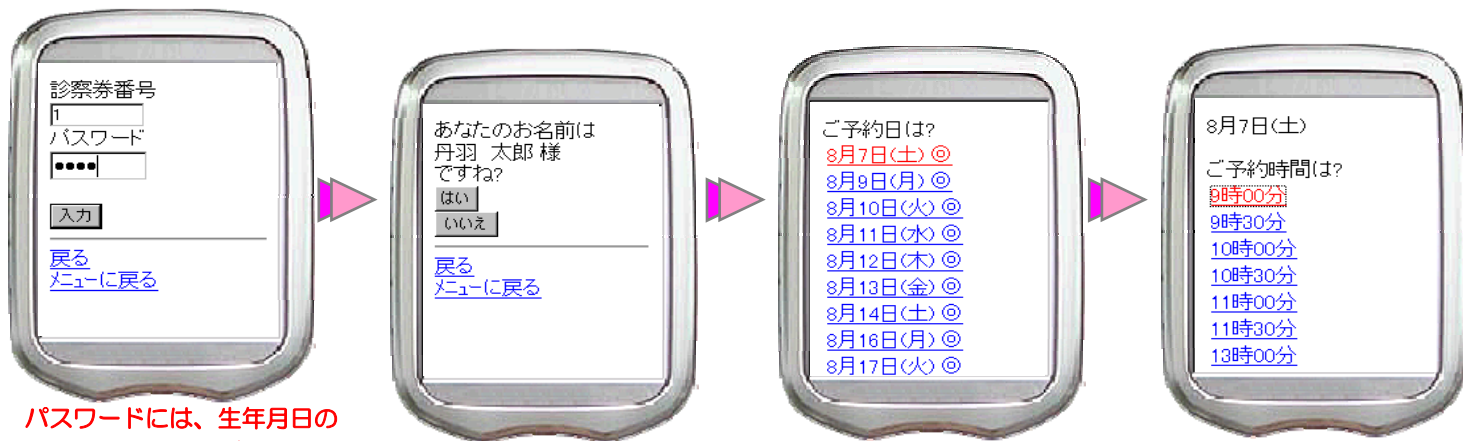 診察券番号
1
パスワード
●●●●
入力
戻る
メニューに戻る
パスワードには、生年月日の
あなたのお名前は
丹羽 太郎 様
ですね?
はい
いいえ
戻る
メニューに戻る
ご予約日は?
8月7日(土) ◎
8月9日(月) ◎
8月10日(火) ◎
8月11日(水) ◎
8月12日(木) ◎
8月13日(金) ◎
8月14日(土) ◎
8月16日(月) ◎
8月17日(火) ◎
8月7日(土)
ご予約時間は?
9時00分
9時30分
10時00分
10時30分
11時00分
11時30分
13時00分